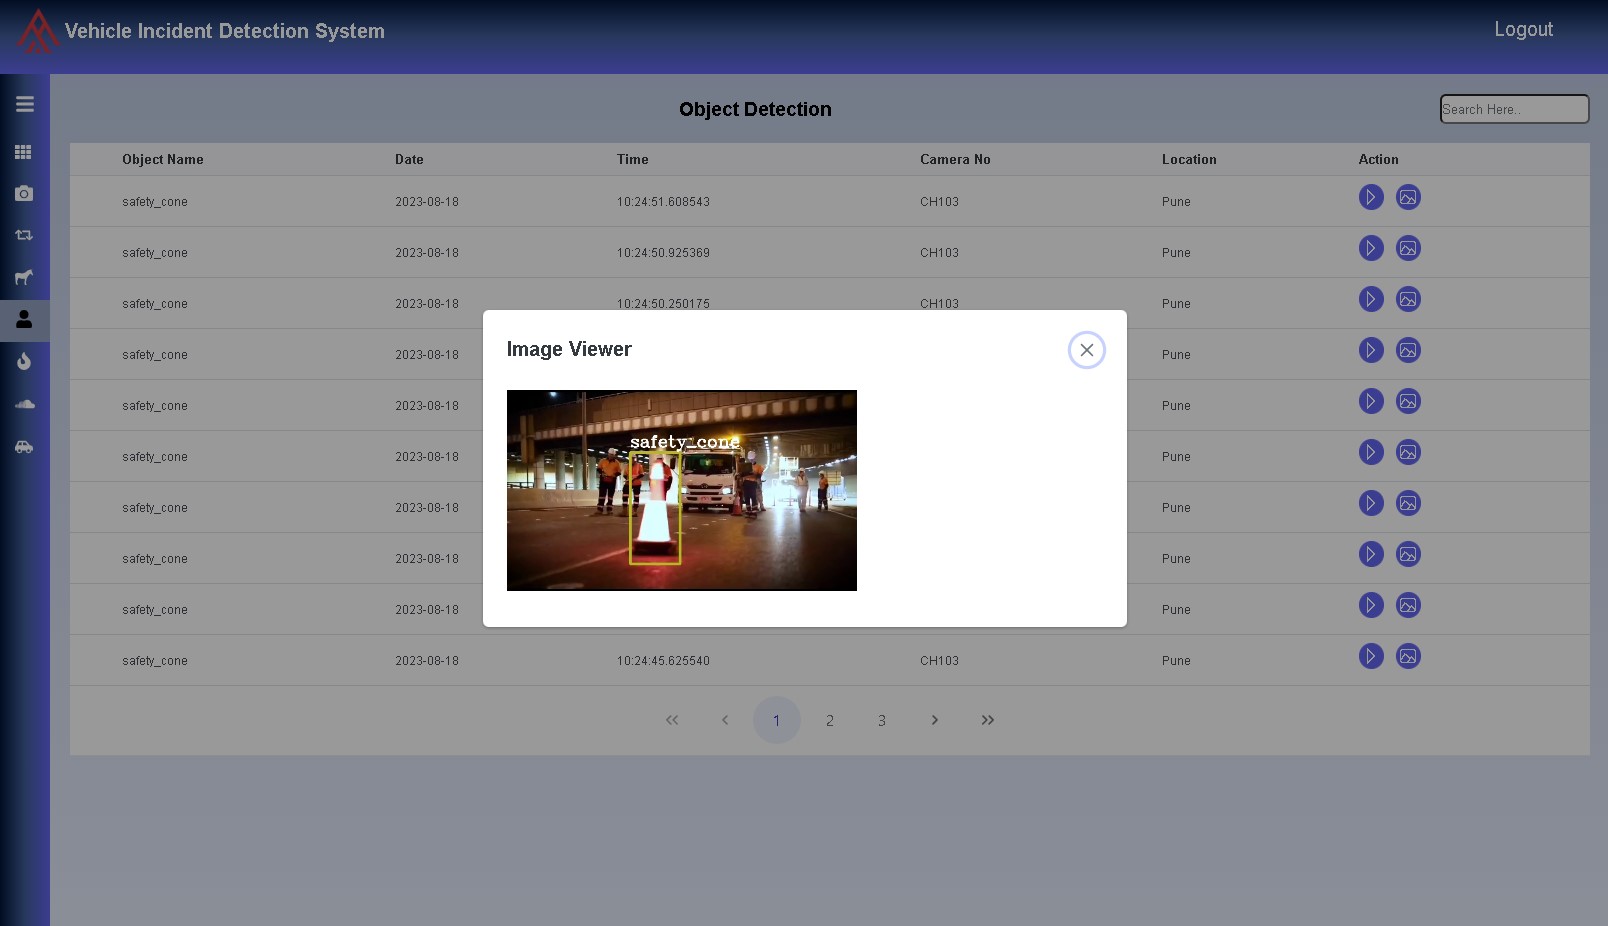 Vehicle Incident Detection System
Logout
Object Detection
Search Here..
Object Name Date Time Camera No Location Action
safety_cone 2023-08-18 10:24:51.608543 CH103 Pune
safety_cone 2023-08-18 10:24:50.925369 CH103 Pune
safety_cone 2023-08-18 10:24:50.250175 CH103 Pune
safety_cone 2023-08-18 Pune
safety_cone 2023-08-18 Pune
safety_cone 2023-08-18 Pune
safety_cone 2023-08-18 Pune
safety_cone 2023-08-18 Pune
safety_cone 2023-08-18 Pune
safety_cone 2023-08-18 10:24:45.625540 CH103 Pune
Image Viewer
safety_cone
1 2 3